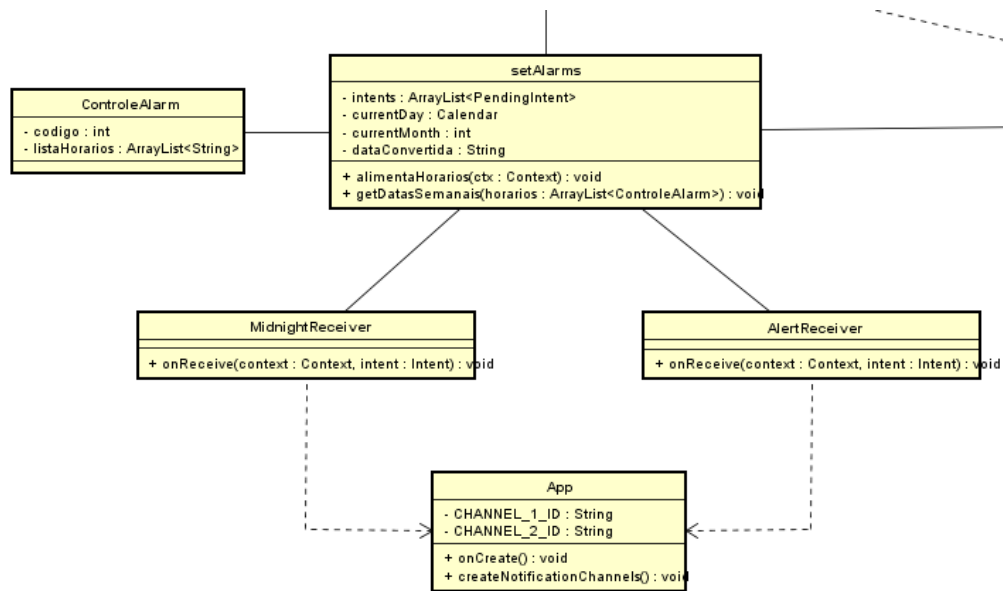 setAlarms
- intents : ArrayList<PendingIntent>
- currentDay : Calendar
- currentMonth : int
- dataConvertida : String
+ alimentaHorarios(ctx : Context) : void
+ getDatasSemanais(horarios : ArrayList<ControleAlarm>) : void
ControleAlarm
- codigo : int
- listaHorarios : ArrayList<String>
MidnightReceiver
+ onReceive(context : Context, intent : Intent) : void
AlertReceiver
+ onReceive(context : Context, intent : Intent) : void
App
- CHANNEL_1_ID : String
- CHANNEL_2_ID : String
+ onCreate() : void
+ createNotificationChannels() : void